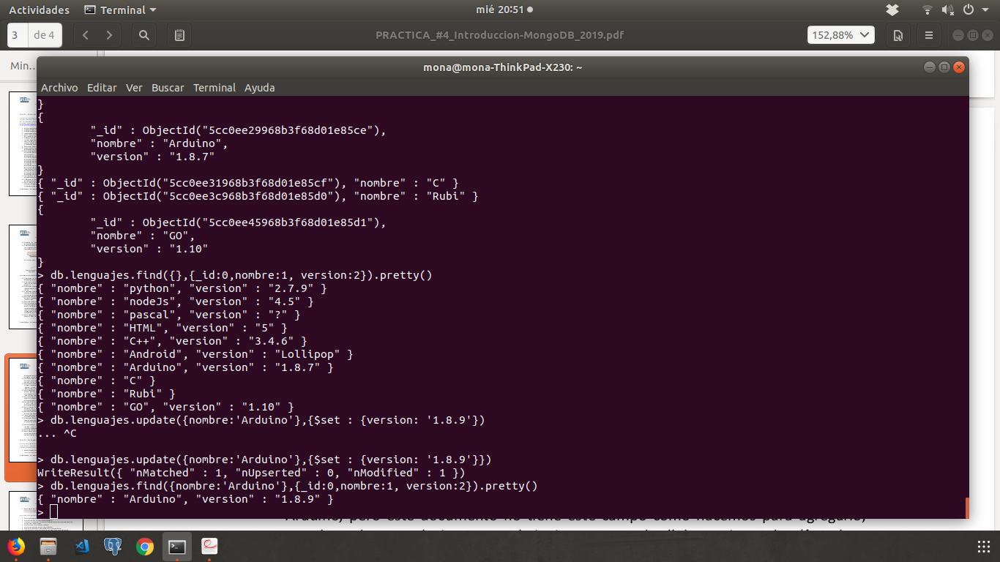 Actividades
Terminal
mié 20:51
3
de 4
PRACTICA_#4_Introduccion-MongoDB_2019.pdf
152,88%
Min...
mona@mona-ThinkPad-X230: ~
Archivo Editar Ver Buscar Terminal Ayuda
}
{
"_id" : ObjectId("5cc0ee29968b3f68d01e85ce"),
"nombre" : "Arduino",
"version" : "1.8.7"
}
{ "_id" : ObjectId("5cc0ee31968b3f68d01e85cf"), "nombre" : "C" }
{ "_id" : ObjectId("5cc0ee3c968b3f68d01e85d0"), "nombre" : "Rubi" }
{
"_id" : ObjectId("5cc0ee45968b3f68d01e85d1"),
"nombre" : "GO",
"version" : "1.10"
}
> db.lenguajes.find({},{_id:0,nombre:1, version:2}).pretty()
{ "nombre" : "python", "version" : "2.7.9" }
{ "nombre" : "nodeJs", "version" : "4.5" }
{ "nombre" : "pascal", "version" : "?" }
{ "nombre" : "HTML", "version" : "5" }
{ "nombre" : "C++", "version" : "3.4.6" }
{ "nombre" : "Android", "version" : "Lollipop" }
{ "nombre" : "Arduino", "version" : "1.8.7" }
{ "nombre" : "C" }
{ "nombre" : "Rubi" }
{ "nombre" : "GO", "version" : "1.10" }
> db.lenguajes.update({nombre:'Arduino'},{$set : {version: '1.8.9'})
... ^C
> db.lenguajes.update({nombre:'Arduino'},{$set : {version: '1.8.9'}})
WriteResult({ "nMatched" : 1, "nUpserted" : 0, "nModified" : 1 })
> db.lenguajes.find({nombre:'Arduino'},{_id:0,nombre:1, version:2}).pretty()
{ "nombre" : "Arduino", "version" : "1.8.9" }
>